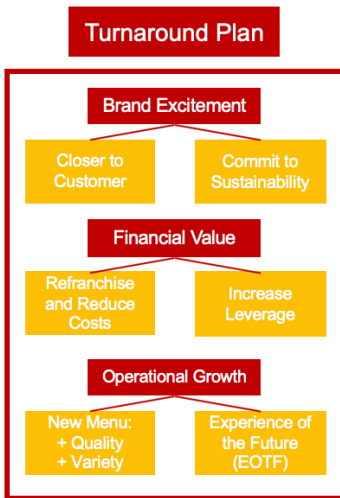 Turnaround Plan
Brand Excitement
Closer to
Customer
Commit to
Sustainability
Financial Value
Refranchise
and Reduce
Costs
Increase
Leverage
Operational Growth
New Menu:
+ Quality
+ Variety
Experience of
the Future
(EOTF)